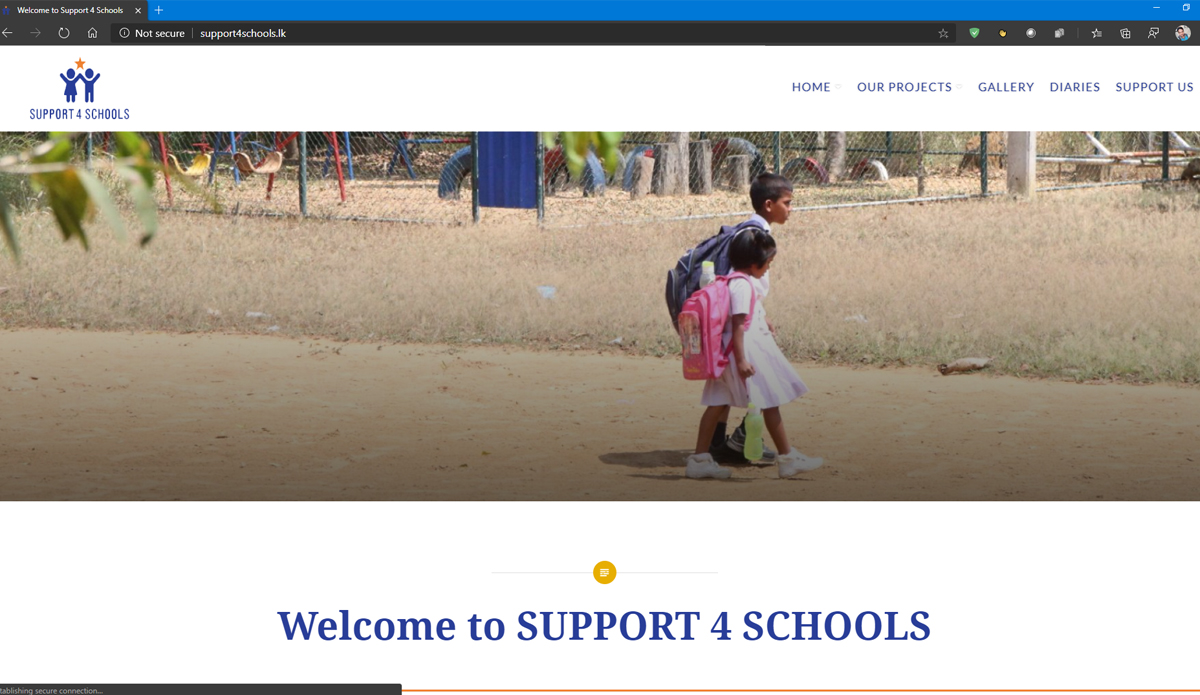 Welcome to Support 4 Schools
Not secure
support4schools.lk
SUPPORT 4 SCHOOLS
HOME
OUR PROJECTS
GALLERY
DIARIES
SUPPORT US
Welcome to SUPPORT 4 SCHOOLS
tablishing secure connection...